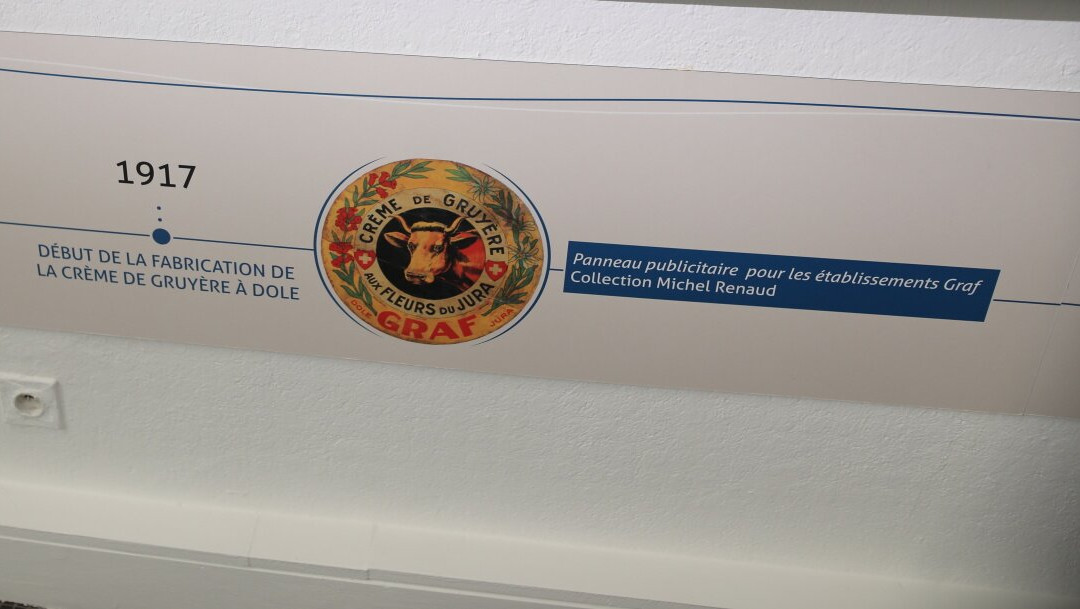 1917
DÉBUT DE LA FABRICATION DE
LA CRÈME DE GRUYÈRE À DOLE
CRÈME DE GRUYÈRE
AUX FLEURS DU JURA
DOLE GRAF JURA
Panneau publicitaire pour les établissements Graf
Collection Michel Renaud